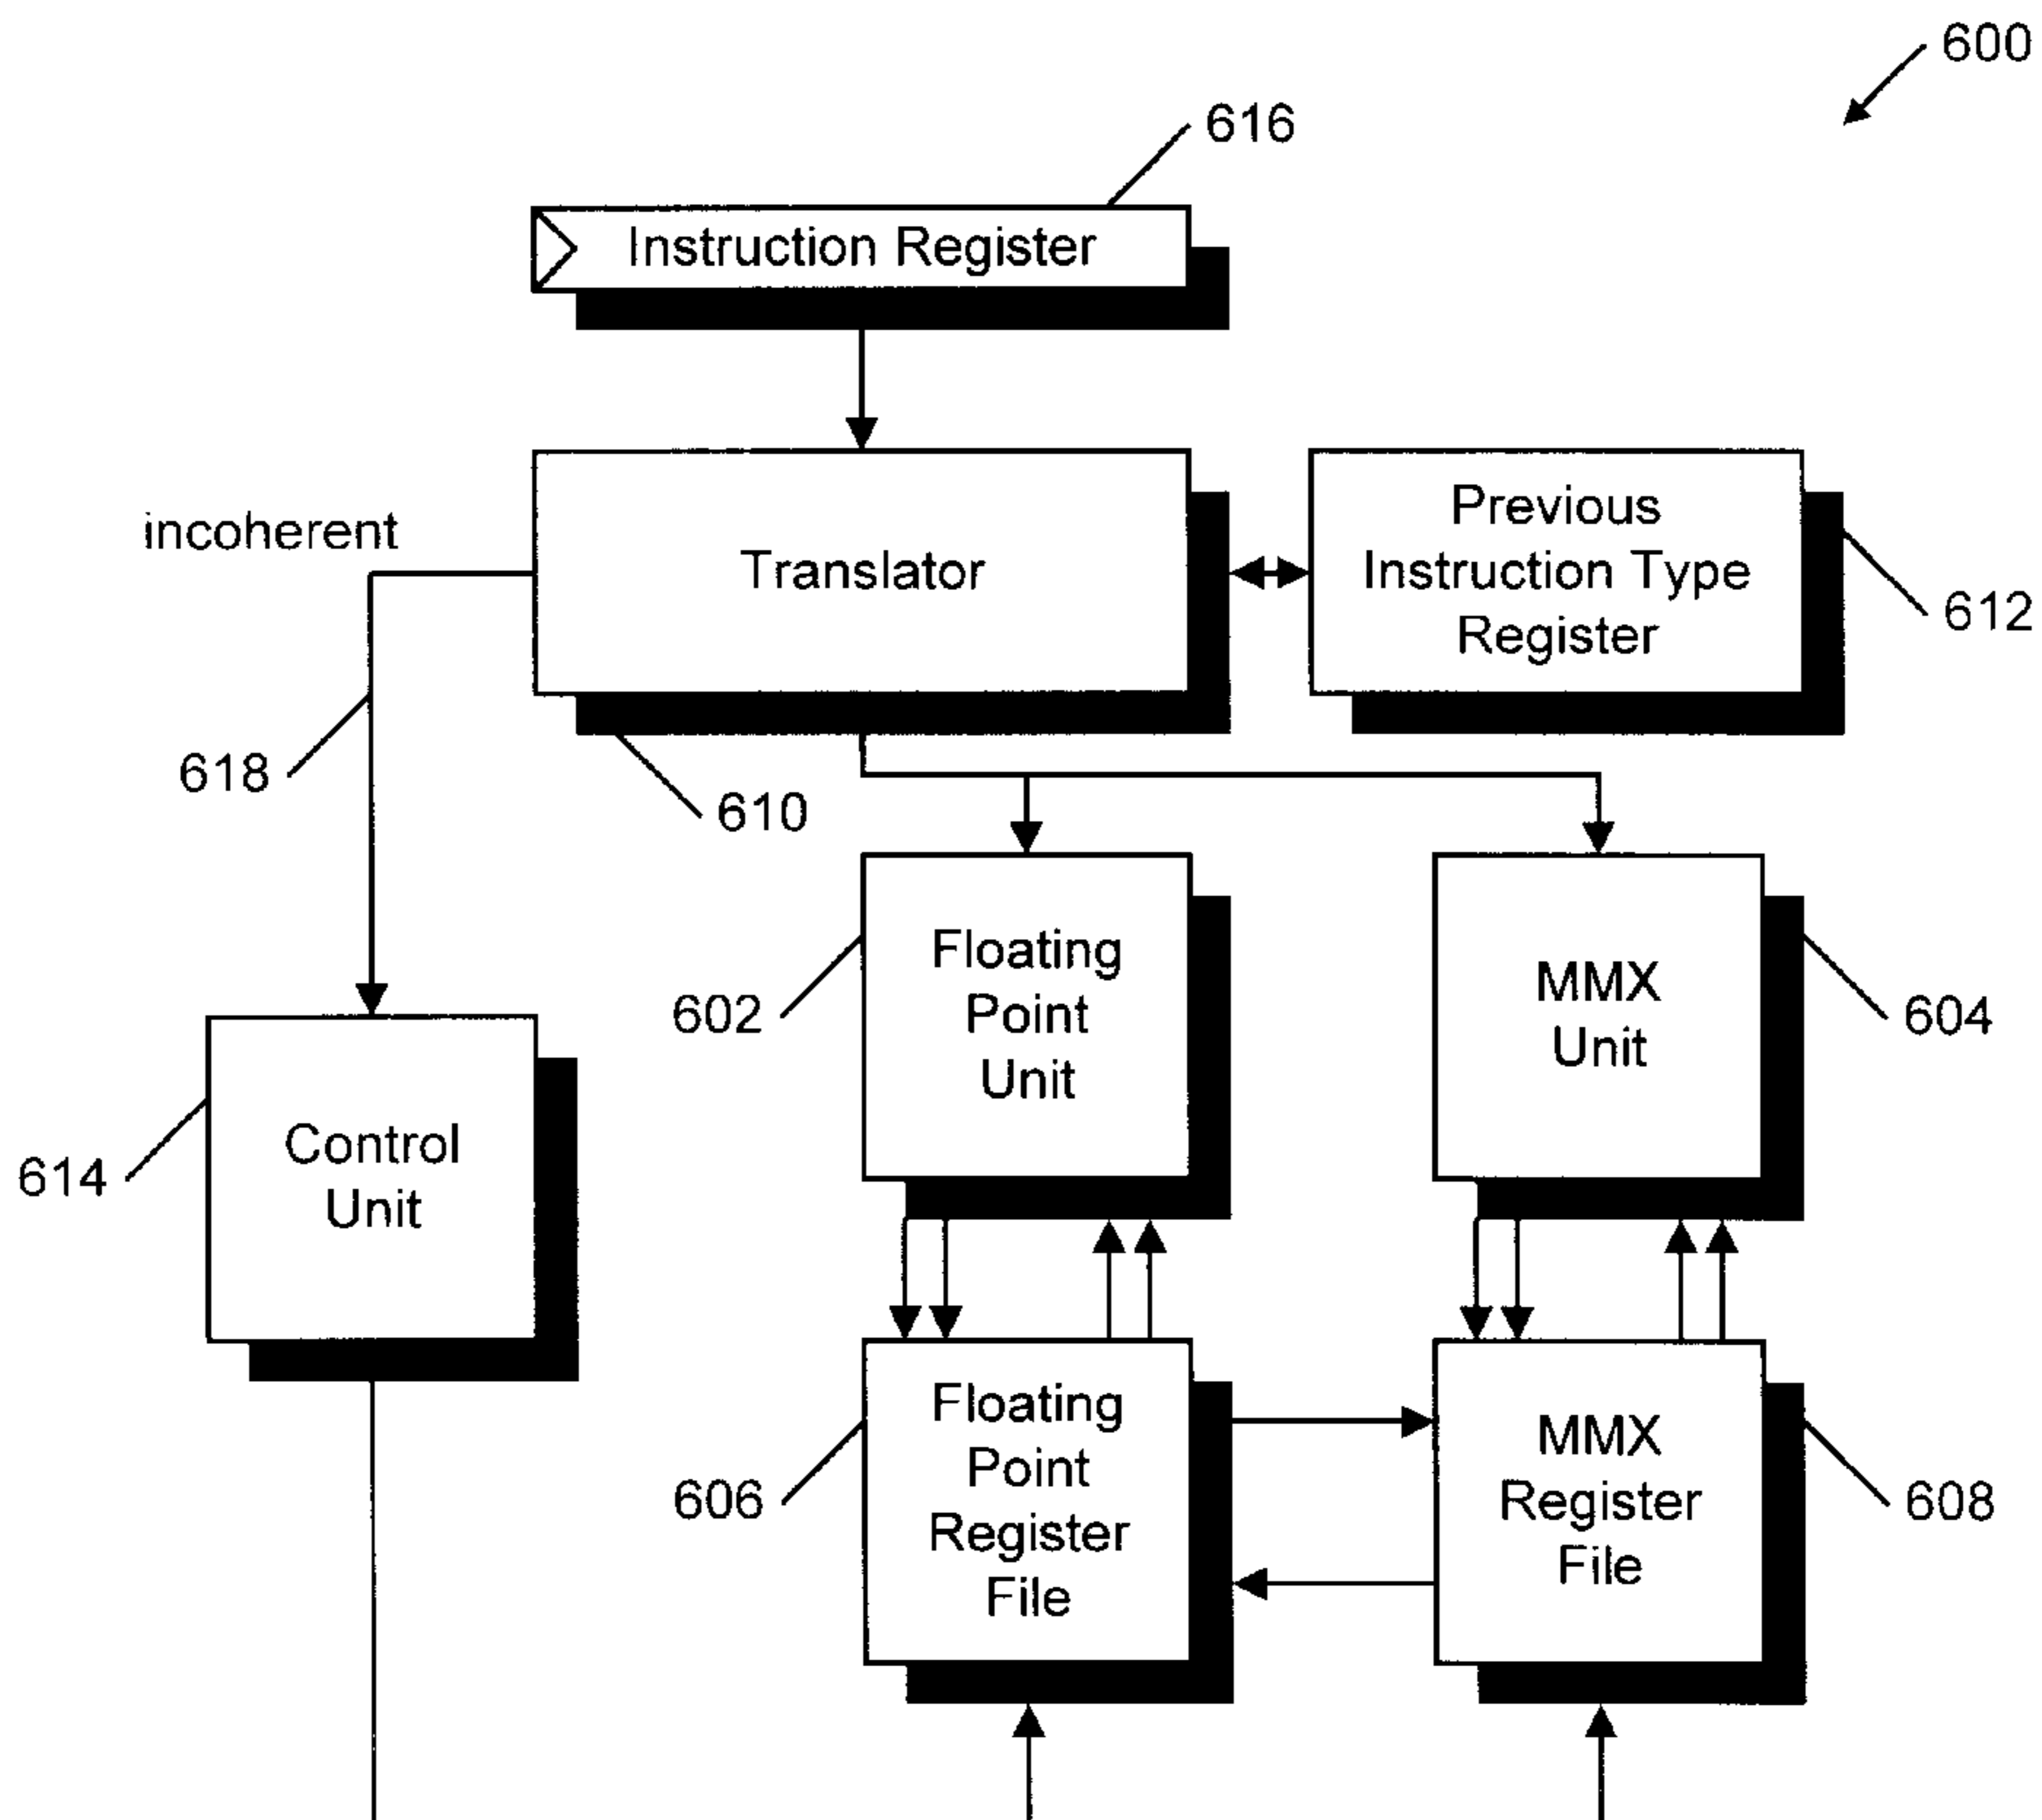 600
616
Instruction Register
incoherent
Translator
Previous
Instruction Type
Register
612
618
610
Floating
Point
Unit
602
MMX
Unit
604
Control
Unit
614
Floating
Point
Register
File
606
MMX
Register
File
608